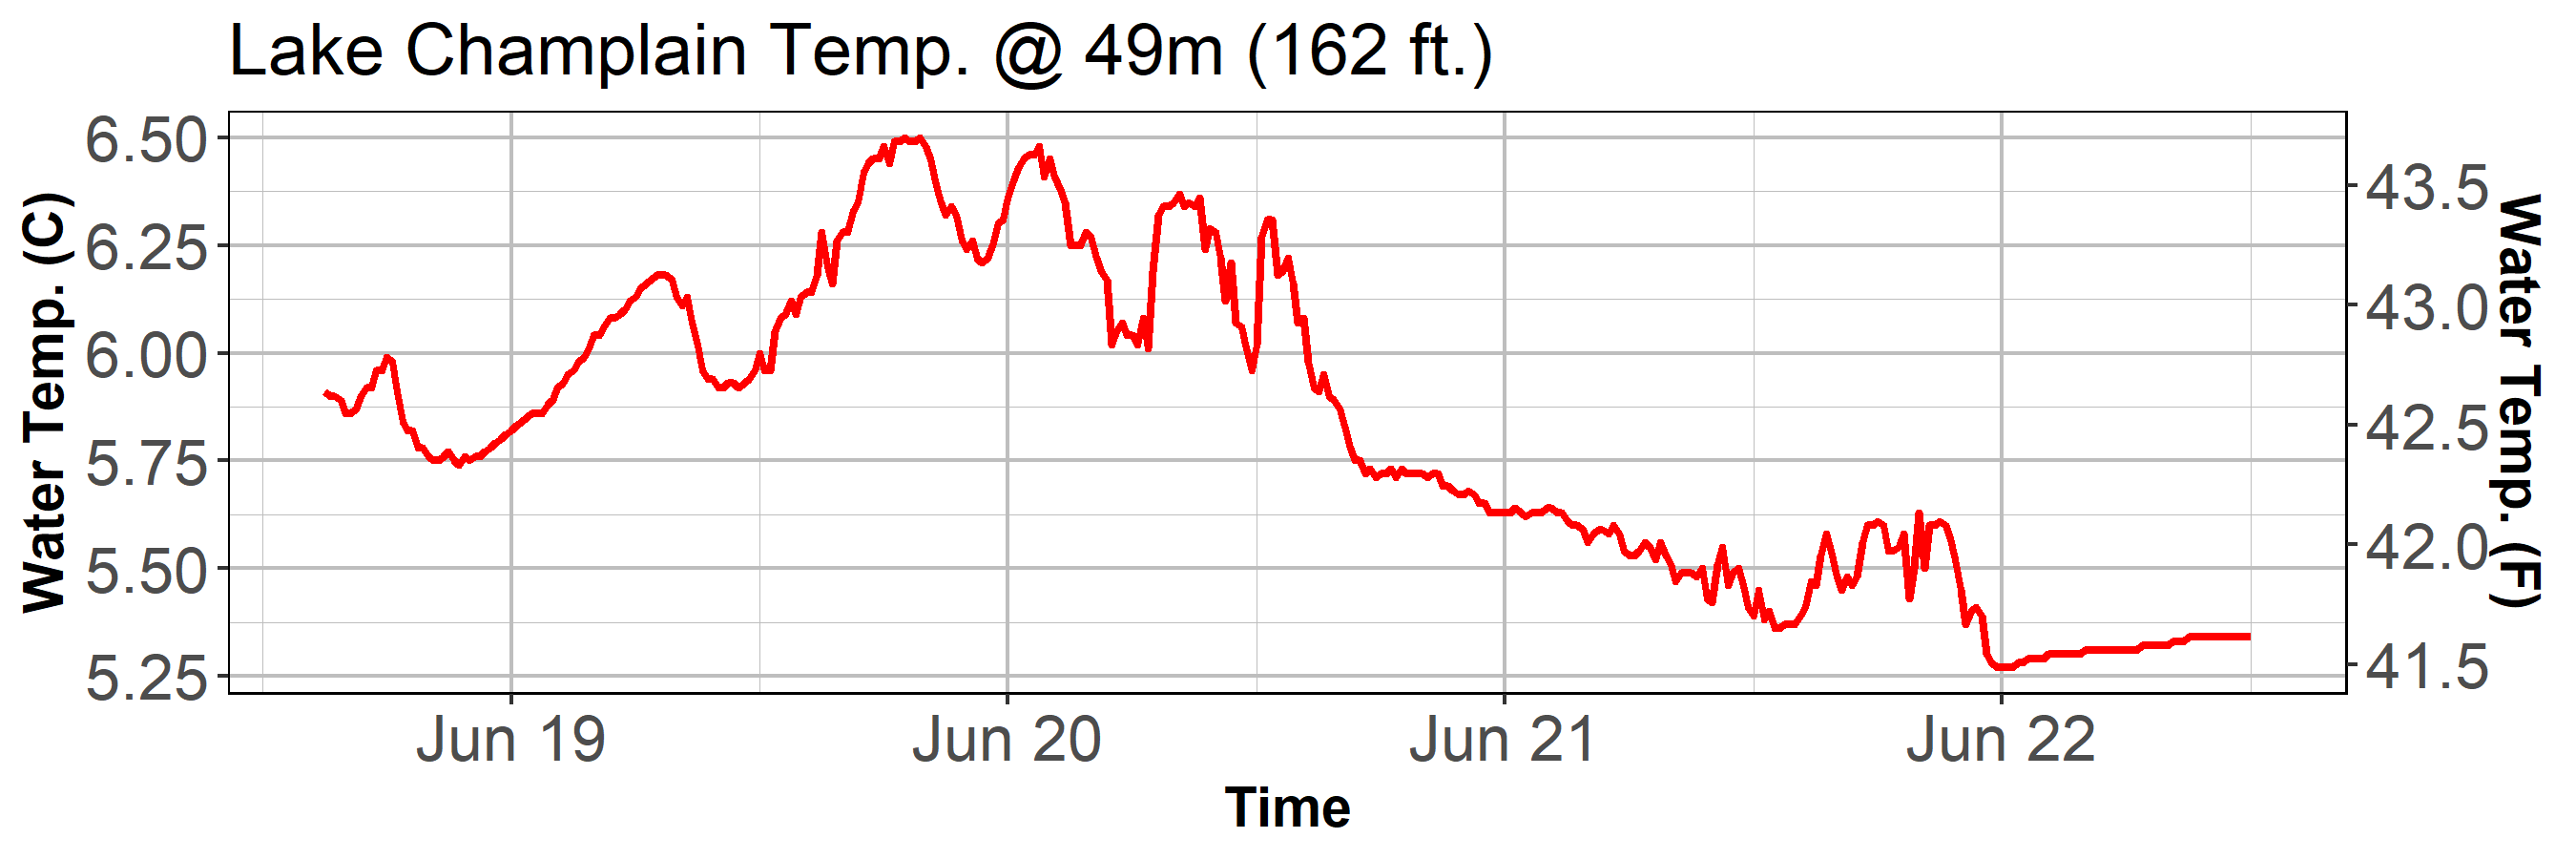 Lake Champlain Temp. @ 49m (162 ft.)
Water Temp. (C)
6.50
6.25
6.00
5.75
5.50
5.25
43.5
43.0
42.5
42.0
41.5
Water Temp. (F)
Jun 19
Jun 20
Jun 21
Jun 22
Time